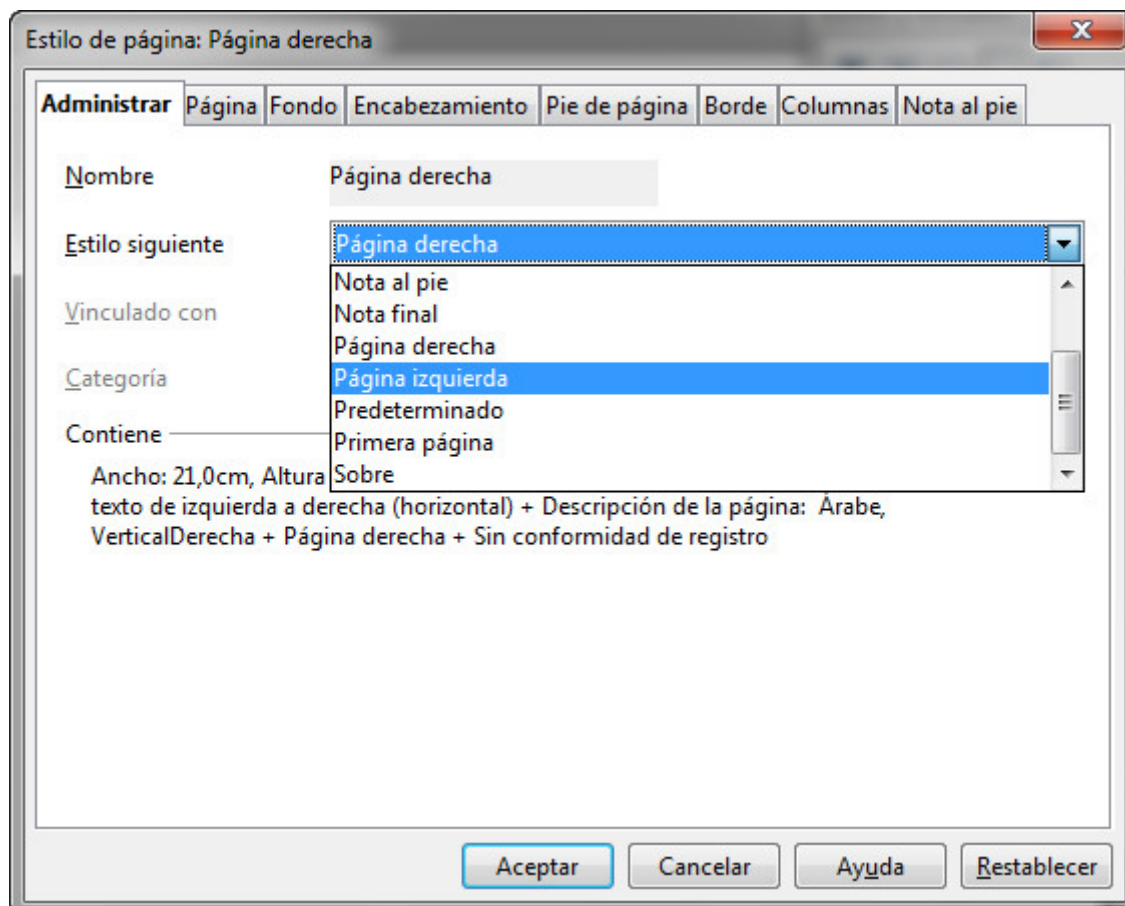 Estilo de página: Página derecha
Administrar Página Fondo Encabezamiento Pie de página Borde Columnas Nota al pie
Nombre Página derecha
Estilo siguiente Página derecha
Nota al pie
Vinculado con Nota final
Página derecha
Categoría Página izquierda
Predeterminado
Contiene Primera página
Ancho: 21,0cm, Altura Sobre
texto de izquierda a derecha (horizontal) + Descripción de la página: Árabe,
VerticalDerecha + Página derecha + Sin conformidad de registro
Aceptar Cancelar Ayuda Restablecer